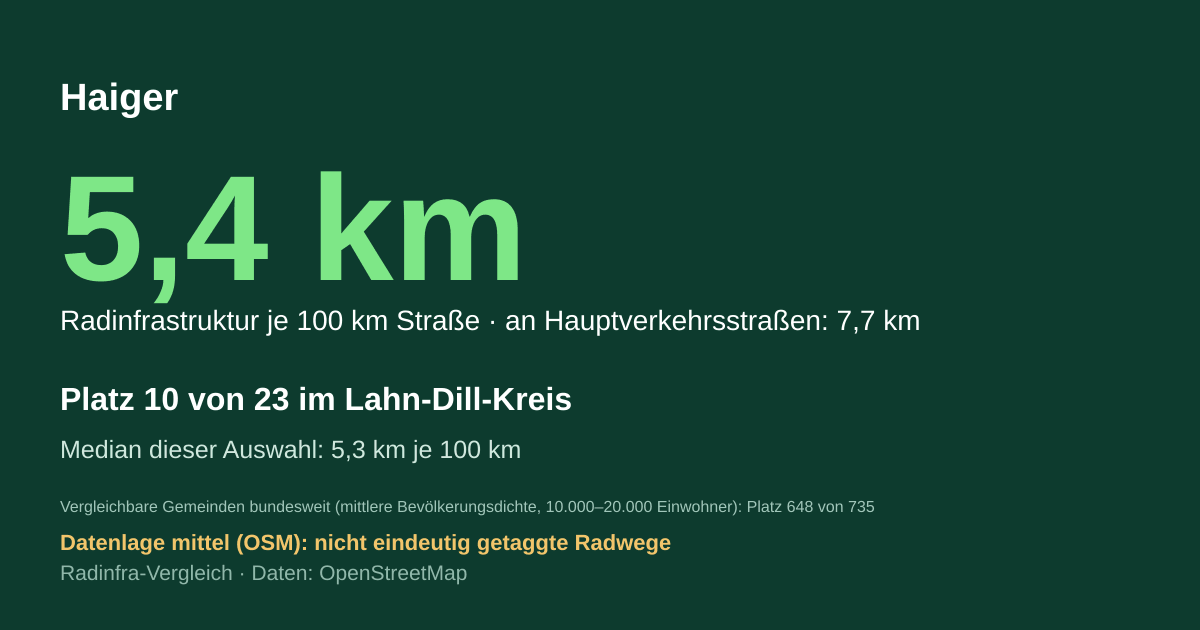 Haiger
5,4 km
Radinfrastruktur je 100 km Straße · an Hauptverkehrsstraßen: 7,7 km
Platz 10 von 23 im Lahn-Dill-Kreis
Median dieser Auswahl: 5,3 km je 100 km
Vergleichbare Gemeinden bundesweit (mittlere Bevölkerungsdichte, 10.000–20.000 Einwohner): Platz 648 von 735
Datenlage mittel (OSM): nicht eindeutig getaggte Radwege
Radinfra-Vergleich · Daten: OpenStreetMap